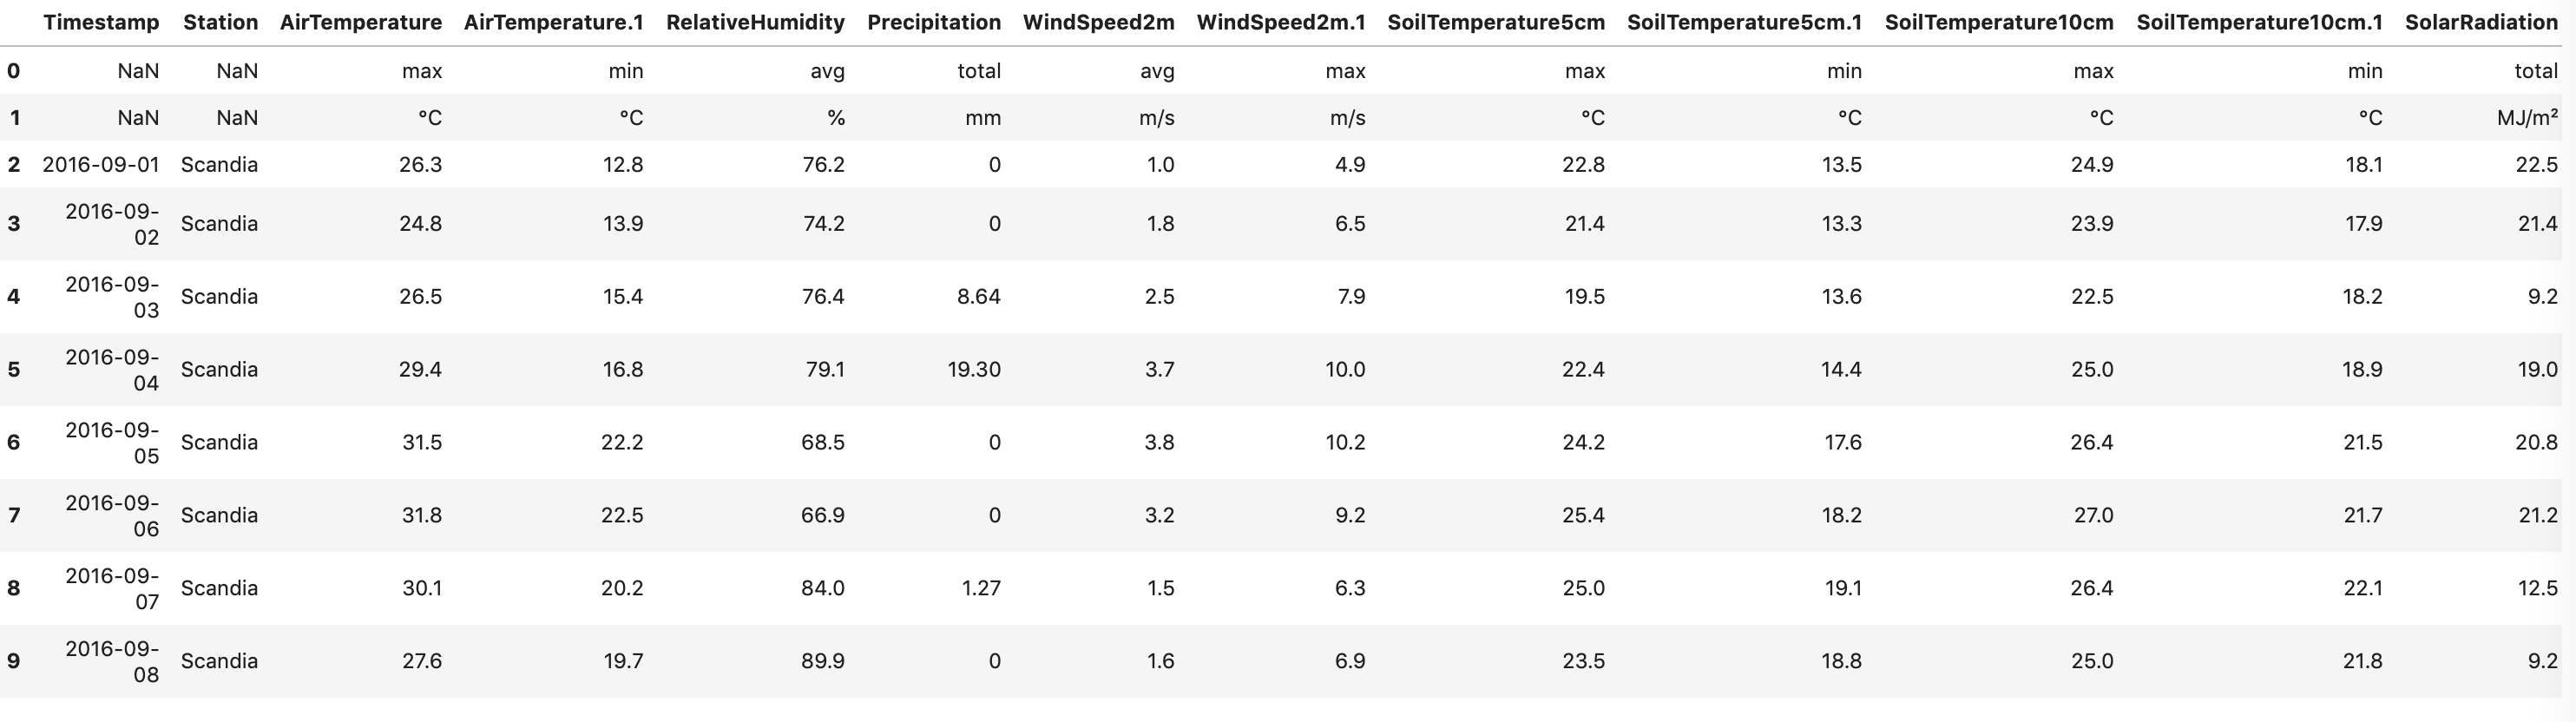 Timestamp Station AirTemperature AirTemperature.1 RelativeHumidity Precipitation WindSpeed2m WindSpeed2m.1 SoilTemperature5cm SoilTemperature5cm.1 SoilTemperature10cm SoilTemperature10cm.1 SolarRadiation
0 NaN NaN max min avg total avg max max min max min total
1 NaN NaN °C °C % mm m/s m/s °C °C °C °C MJ/m²
2 2016-09-01 Scandia 26.3 12.8 76.2 0 1.0 4.9 22.8 13.5 24.9 18.1 22.5
3 2016-09-
02 Scandia 24.8 13.9 74.2 0 1.8 6.5 21.4 13.3 23.9 17.9 21.4
4 2016-09-
03 Scandia 26.5 15.4 76.4 8.64 2.5 7.9 19.5 13.6 22.5 18.2 9.2
5 2016-09-
04 Scandia 29.4 16.8 79.1 19.30 3.7 10.0 22.4 14.4 25.0 18.9 19.0
6 2016-09-
05 Scandia 31.5 22.2 68.5 0 3.8 10.2 24.2 17.6 26.4 21.5 20.8
7 2016-09-
06 Scandia 31.8 22.5 66.9 0 3.2 9.2 25.4 18.2 27.0 21.7 21.2
8 2016-09-
07 Scandia 30.1 20.2 84.0 1.27 1.5 6.3 25.0 19.1 26.4 22.1 12.5
9 2016-09-
08 Scandia 27.6 19.7 89.9 0 1.6 6.9 23.5 18.8 25.0 21.8 9.2